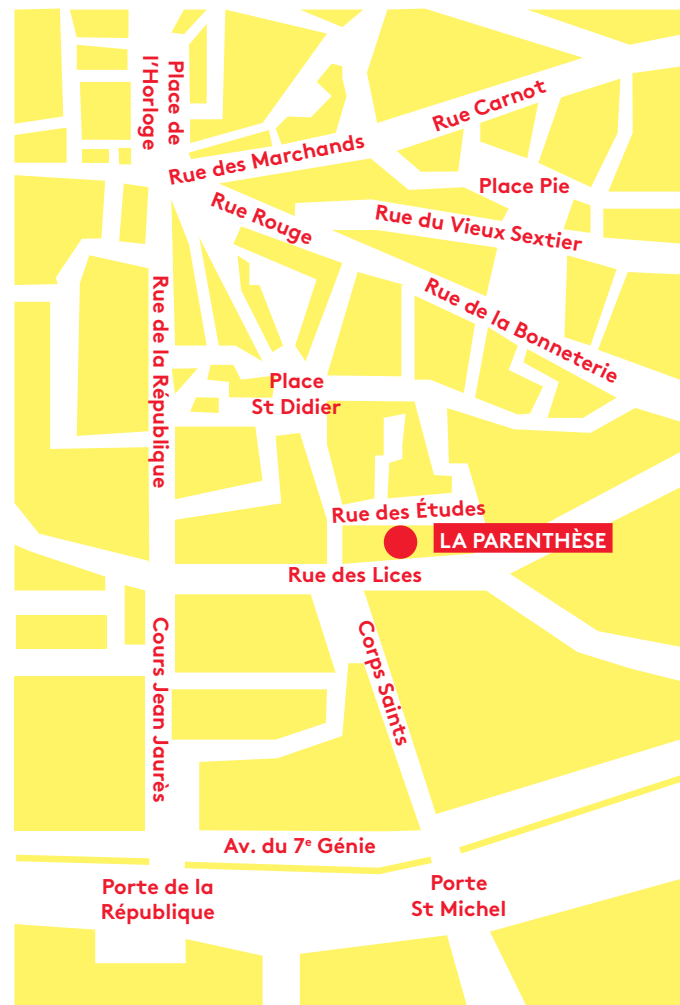 Place de
l'Horloge
Rue Carnot
Rue des Marchands
Place Pie
Rue Rouge
Rue du Vieux Sextier
Rue de la Bonneterie
Rue de la République
Place
St Didier
Rue des Études
LA PARENTHÈSE
Rue des Lices
Cours Jean Jaurès
Corps Saints
Av. du 7e Génie
Porte de la
République
Porte
St Michel